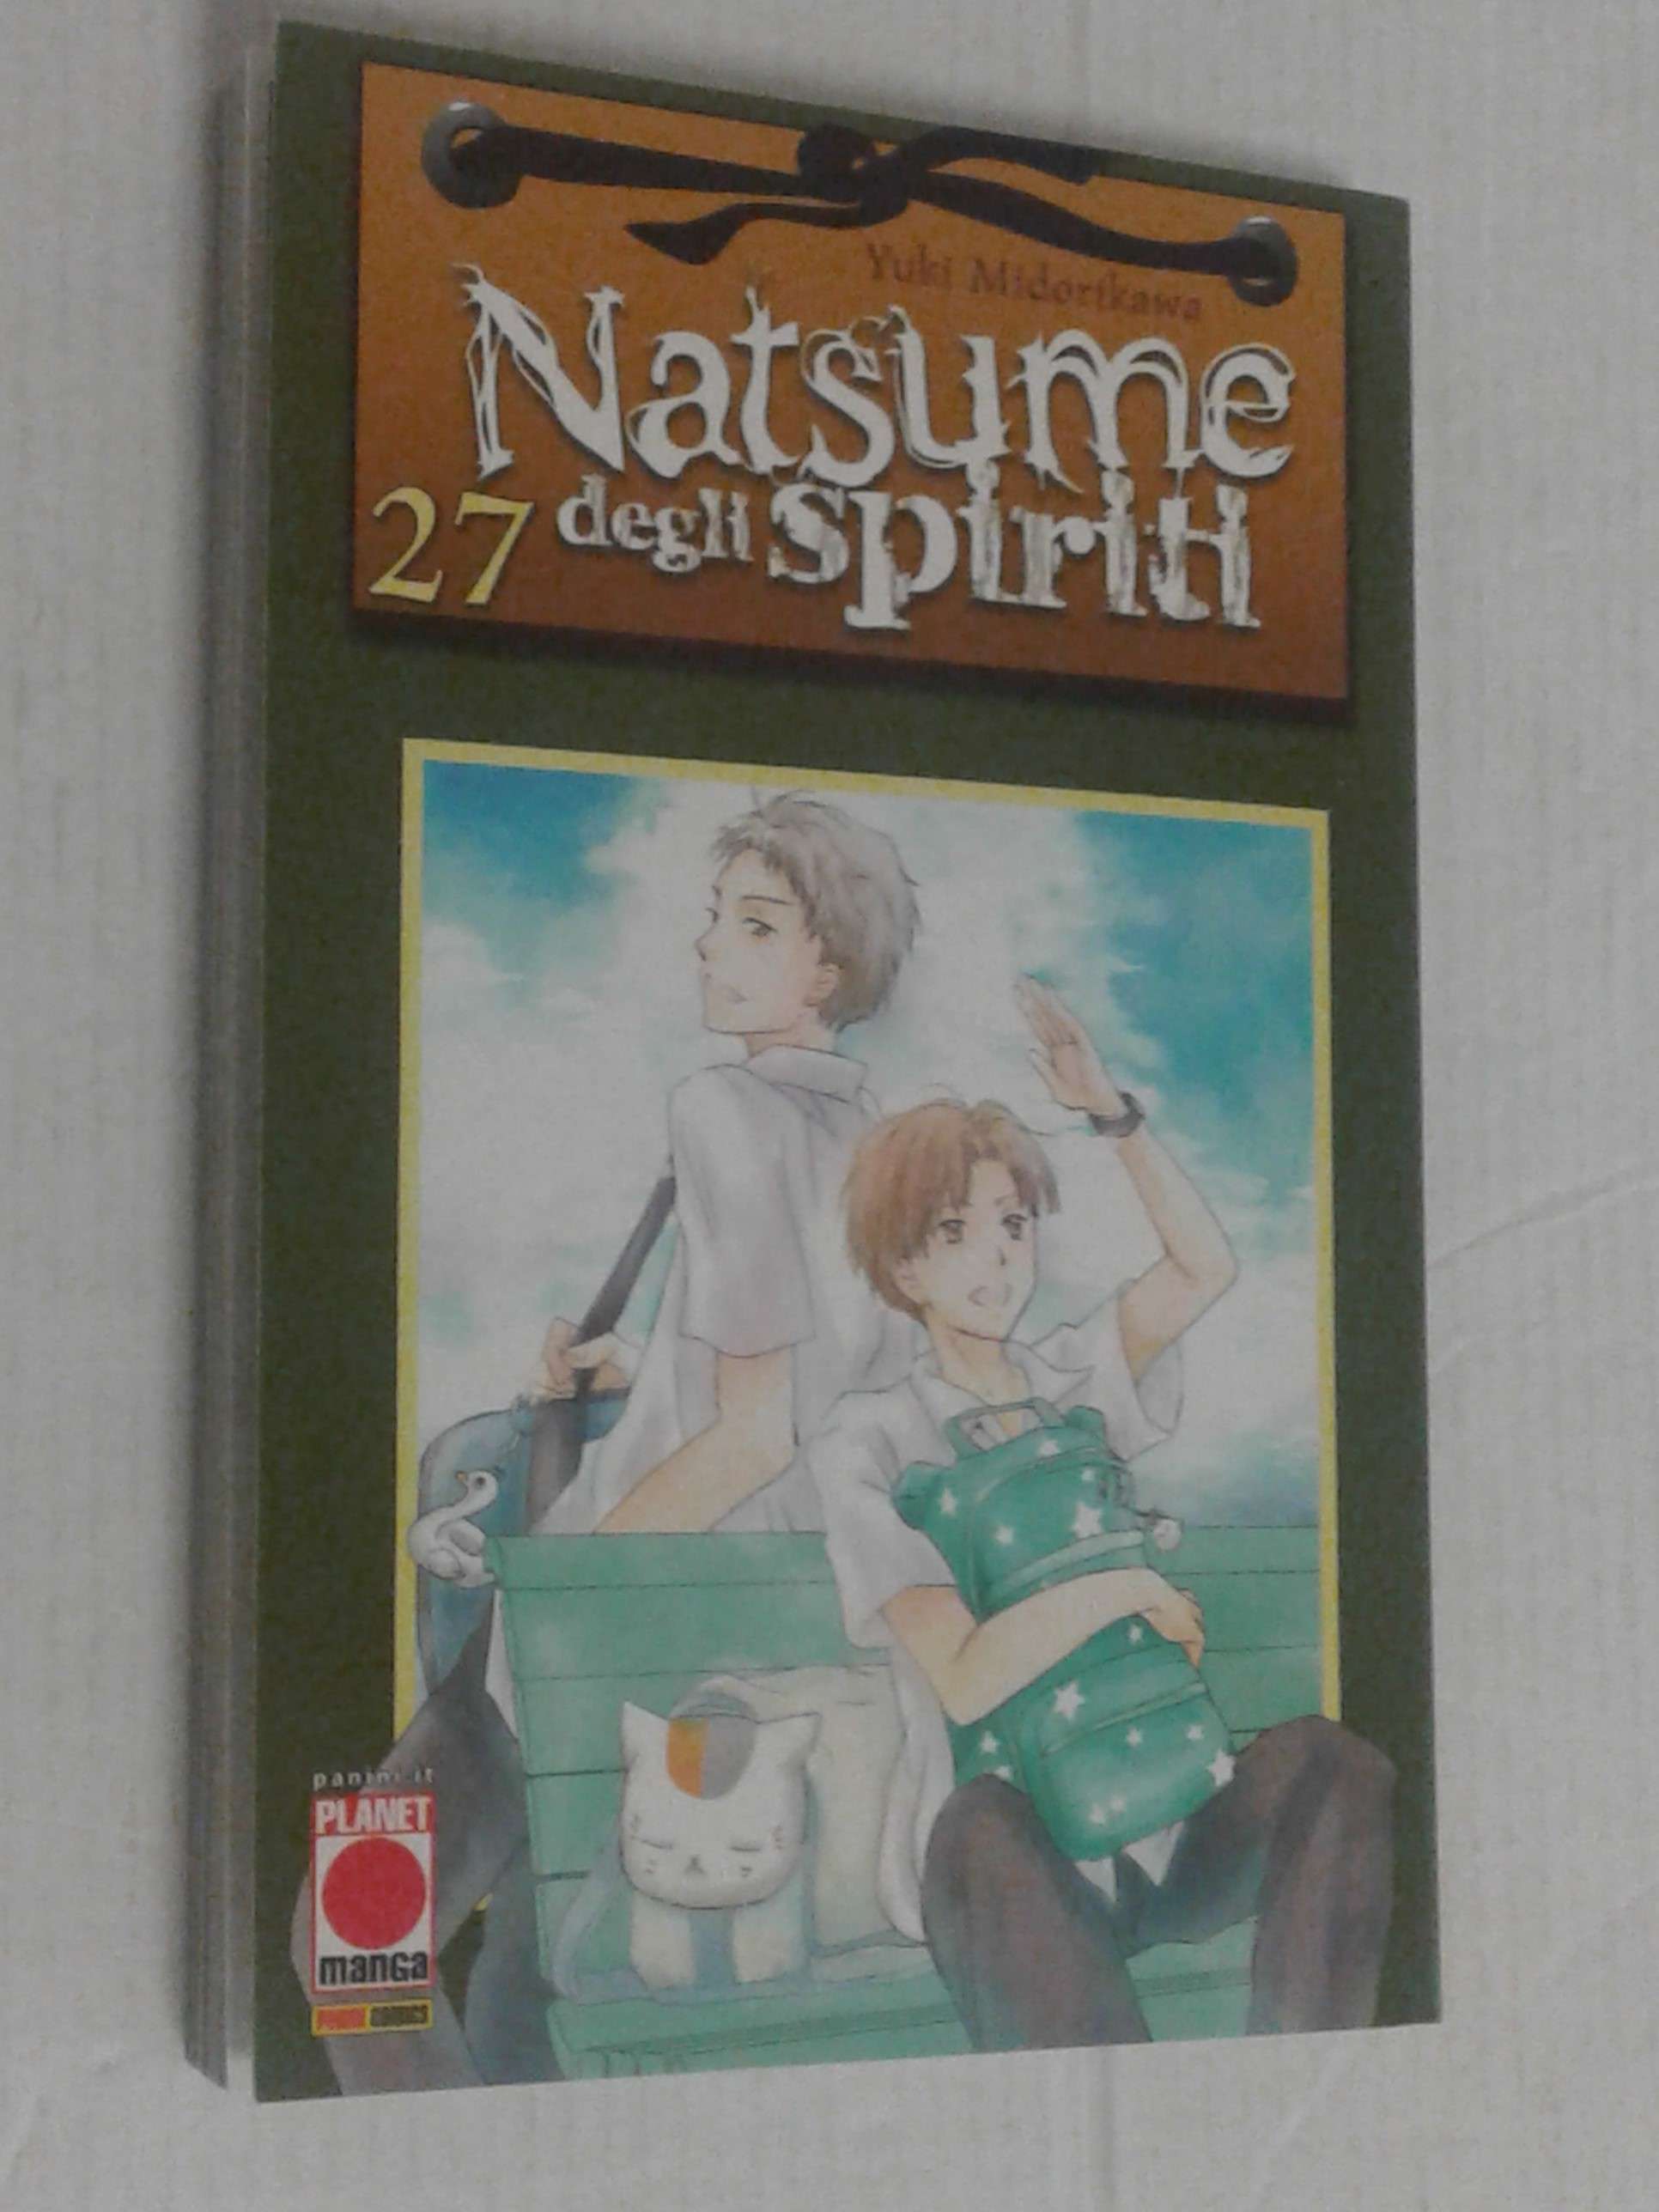 Yuki Midorikawa
Natsume
27 degli spiriti
panini.it
PLANET
manga
PANINI COMICS